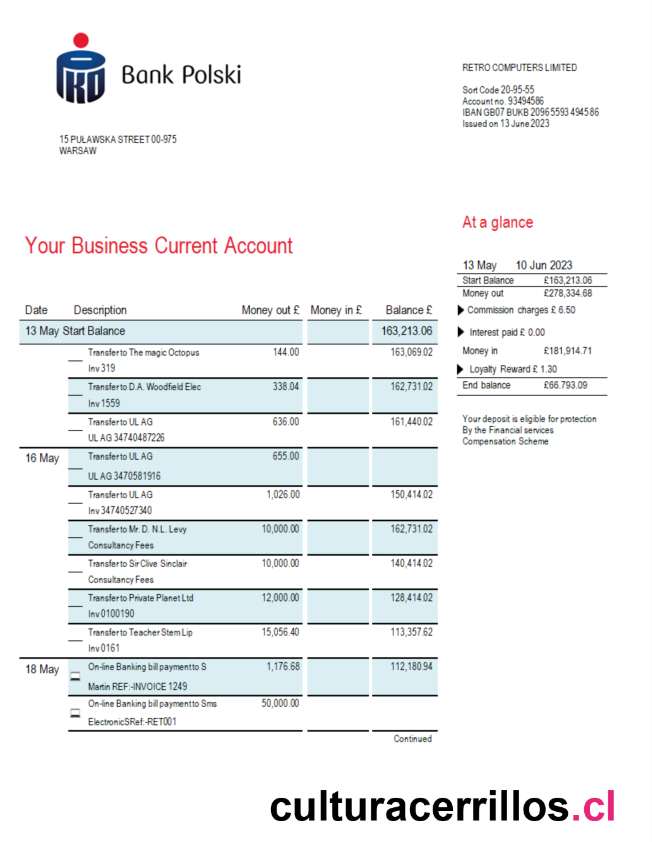 PKO Bank Polski
RETRO COMPUTERS LIMITED
Sort Code 20-95-55
Account no. 93494586
IBAN GB07 BUKB 2096 5593 494586
Issued on 13 June 2023
15 PUŁAWSKA STREET 00-975
WARSAW
At a glance
Your Business Current Account
13 May 10 Jun 2023
Start Balance £163,213.06
Money out £278,334.68
Commission charges £ 6.50
Interest paid £ 0.00
Money in £181,914.71
Loyalty Reward £ 1.30
End balance £66.793.09
Your deposit is eligible for protection
By the Financial services
Compensation Scheme
Date Description Money out £ Money in £ Balance £
13 May Start Balance 163,213.06
Transfer to The magic Octopus 144.00 163,069.02
Inv 319
Transfer to D.A. Woodfield Elec 338.04 162,731.02
Inv 1559
Transfer to UL AG 636.00 161,440.02
UL AG 34740487226
16 May Transfer to UL AG 655.00
UL AG 3470581916
Transfer to UL AG 1,026.00 150,414.02
Inv 34740527340
Transfer to Mr. D. N.L. Levy 10,000.00 162,731.02
Consultancy Fees
Transfer to Sir Clive Sinclair 10,000.00 140,414.02
Consultancy Fees
Transfer to Private Planet Ltd 12,000.00 128,414.02
Inv 0100190
Transfer to Teacher Stem Lip 15,056.40 113,357.62
Inv 0161
18 May On-line Banking bill payment to S 1,176.68 112,180.94
Martin REF:-INVOICE 1249
On-line Banking bill payment to Sms 50,000.00
ElectronicSRef:-RET001
Continued
culturacerrillos.cl